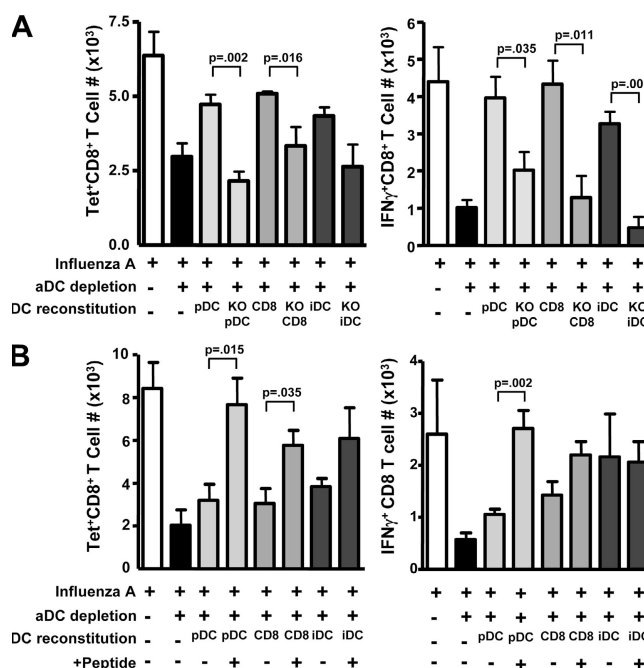 A
Tet⁺CD8⁺ T Cell # (x10³)
7.5
5.0
2.5
0.0
p=.002
p=.016
Influenza A + + + + + + + +
aDC depletion - + + + + + + +
DC reconstitution - - pDC KO pDC CD8 KO CD8 iDC KO iDC
IFNγ⁺CD8⁺ T Cell # (x10³)
6
5
4
3
2
1
0
p=.035
p=.011
p=.00
+ + + + + + + +
- + + + + + + +
- - pDC KO pDC CD8 KO CD8 iDC KO iDC
B
Tet⁺CD8⁺ T Cell # (x10³)
10
8
6
4
2
0
p=.015
p=.035
Influenza A + + + + + + + +
aDC depletion - + + + + + + +
DC reconstitution - - pDC pDC CD8 CD8 iDC iDC
+Peptide - - - + - + - +
IFNγ⁺ CD8 T cell # (x10³)
4
3
2
1
0
p=.002
+ + + + + + + +
- + + + + + + +
- - pDC pDC CD8 CD8 iDC iDC
- - - + - + - +